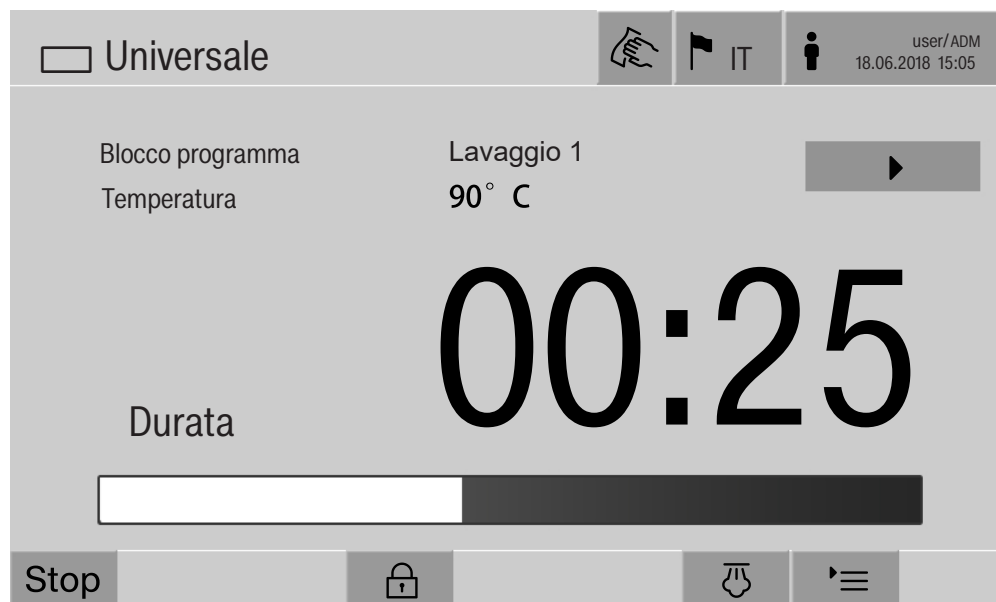 Universale
IT
user/ADM
18.06.2018 15:05
Blocco programma Lavaggio 1
Temperatura 90° C
00:25
Durata
Stop